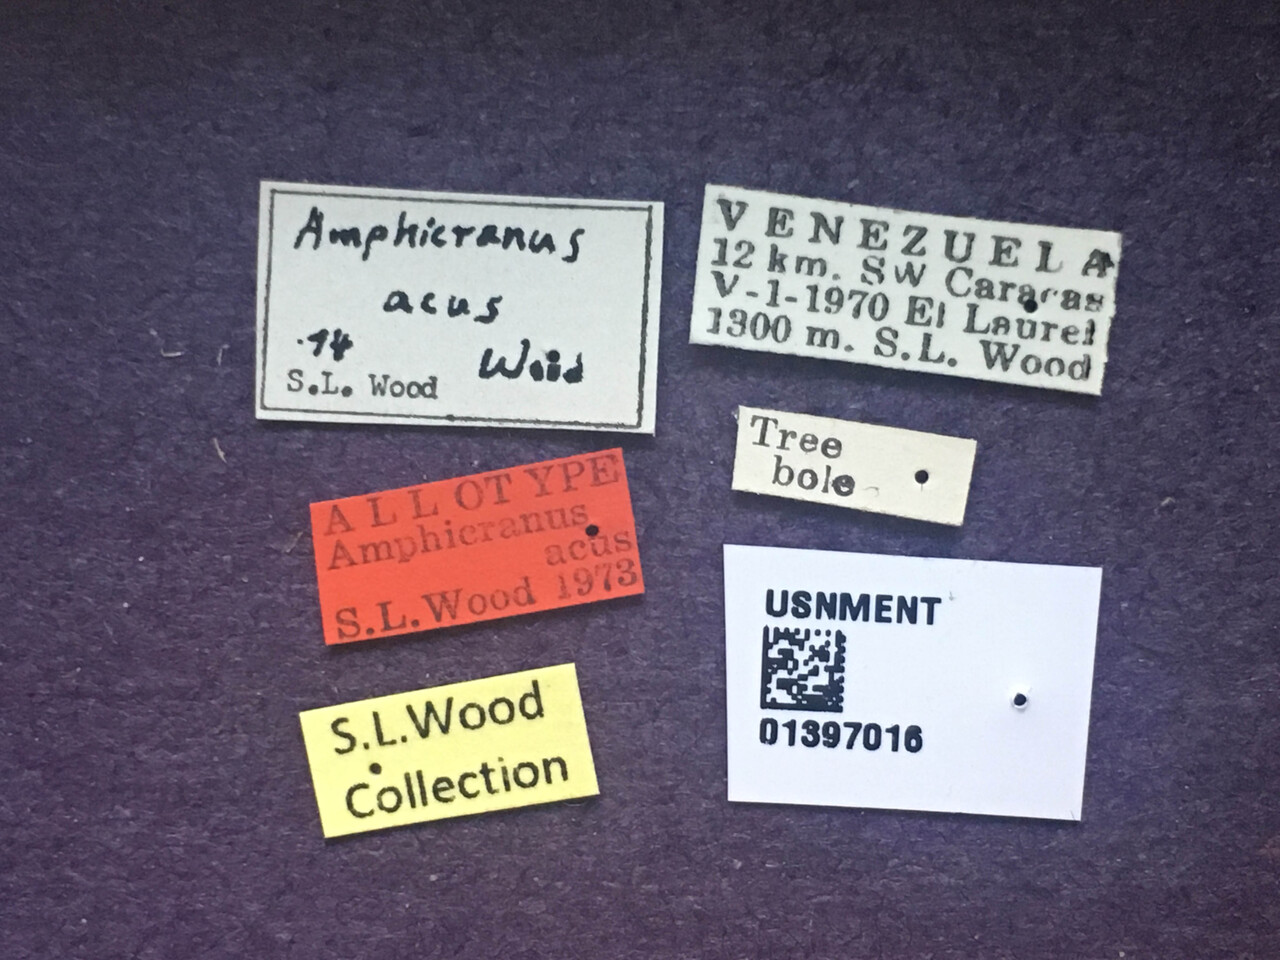 Amphicranus
acus
.74 Wood
S.L. Wood
VENEZUELA
12 km. SW Caracas
V-1-1970 El Laurel
1300 m. S.L. Wood
Tree
bole
ALLOTYPE
Amphicranus
acus
S.L.Wood 1973
S.L.Wood
Collection
USNMENT
01397016